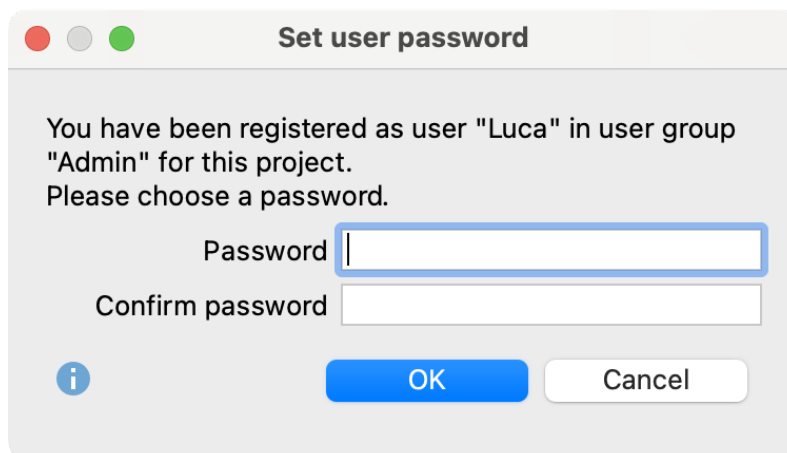 Set user password
You have been registered as user "Luca" in user group
"Admin" for this project.
Please choose a password.
Password
Confirm password
OK
Cancel